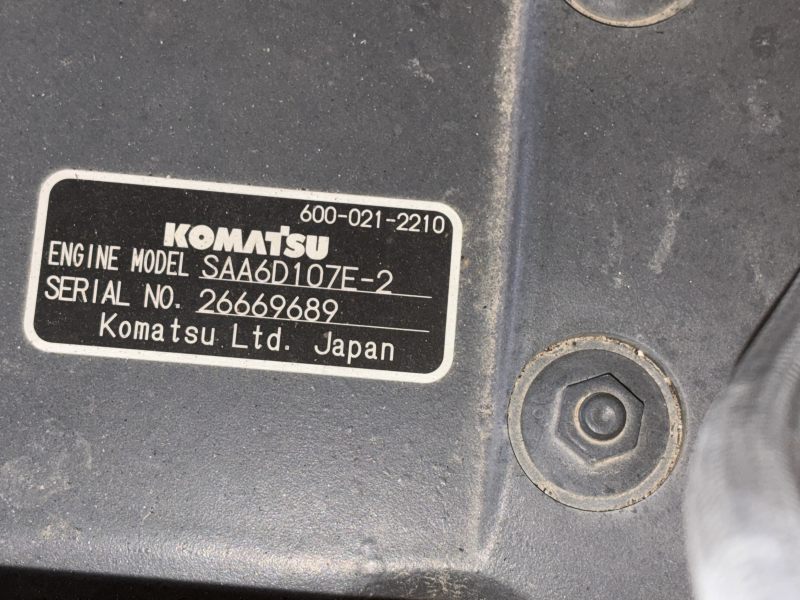 600-021-2210
KOMATSU
ENGINE MODEL SAA6D107E-2
SERIAL NO. 26669689
Komatsu Ltd. Japan